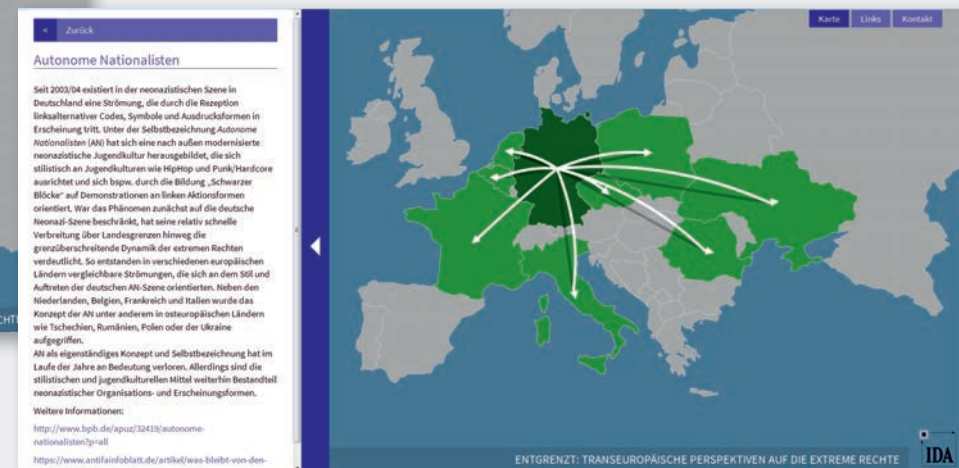 < Zurück
Autonome Nationalisten
Seit 2003/04 existiert in der neonazistischen Szene in
Deutschland eine Strömung, die durch die Rezeption
linksalternativer Codes, Symbole und Ausdrucksformen in
Erscheinung tritt. Unter der Selbstbezeichnung Autonome
Nationalisten (AN) hat sich eine nach außen modernisierte
neonazistische Jugendkultur herausgebildet, die sich
stilistisch an Jugendkulturen wie HipHop und Punk/Hardcore
ausrichtet und sich bspw. durch die Bildung „Schwarzer
Blöcke“ auf Demonstrationen an linken Aktionsformen
orientiert. War das Phänomen zunächst auf die deutsche
Neonazi-Szene beschränkt, hat seine relativ schnelle
Verbreitung über Landesgrenzen hinweg die
grenzüberschreitende Dynamik der extremen Rechten
verdeutlicht. So entstanden in verschiedenen europäischen
Ländern vergleichbare Strömungen, die sich an dem Stil und
Auftreten der deutschen AN-Szene orientierten. Neben den
Niederlanden, Belgien, Frankreich und Italien wurde das
Konzept der AN unter anderem in osteuropäischen Ländern
wie Tschechien, Rumänien, Polen oder der Ukraine
aufgegriffen.
AN als eigenständiges Konzept und Selbstbezeichnung hat im
Laufe der Jahre an Bedeutung verloren. Allerdings sind die
stilistischen und jugendkulturellen Mittel weiterhin Bestandteil
neonazistischer Organisations- und Erscheinungsformen.
Weitere Informationen:
http://www.bpb.de/apuz/32419/autonome-
nationalisten?p=all
https://www.antifainfoblatt.de/artikel/was-bleibt-von-den-
Karte Links Kontakt
ENTGRENZT: TRANSEUROPÄISCHE PERSPEKTIVEN AUF DIE EXTREME RECHTE
IDA